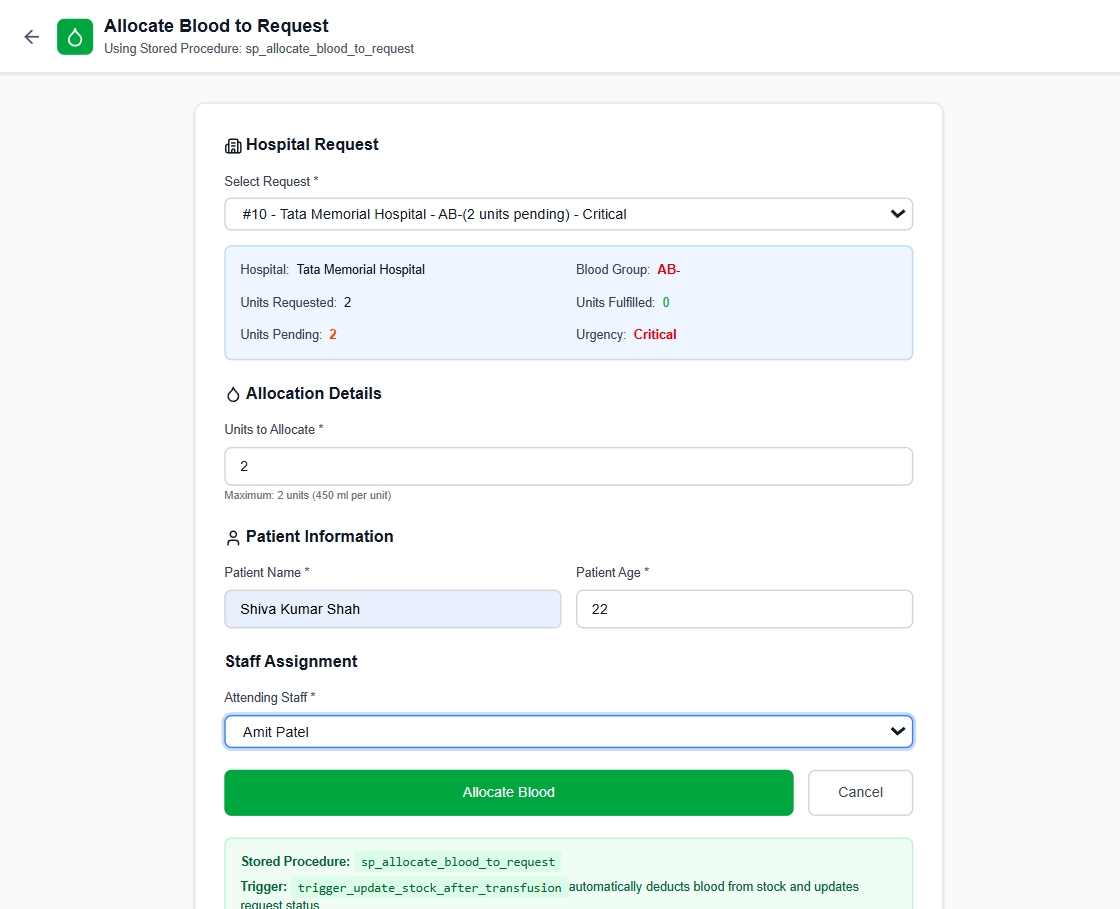 Allocate Blood to Request
Using Stored Procedure: sp_allocate_blood_to_request
Hospital Request
Select Request *
#10 - Tata Memorial Hospital - AB-(2 units pending) - Critical
Hospital: Tata Memorial Hospital
Blood Group: AB-
Units Requested: 2
Units Fulfilled: 0
Units Pending: 2
Urgency: Critical
Allocation Details
Units to Allocate *
2
Maximum: 2 units (450 ml per unit)
Patient Information
Patient Name *
Patient Age *
Shiva Kumar Shah
22
Staff Assignment
Attending Staff *
Amit Patel
Allocate Blood
Cancel
Stored Procedure: sp_allocate_blood_to_request
Trigger: trigger_update_stock_after_transfusion automatically deducts blood from stock and updates
request status